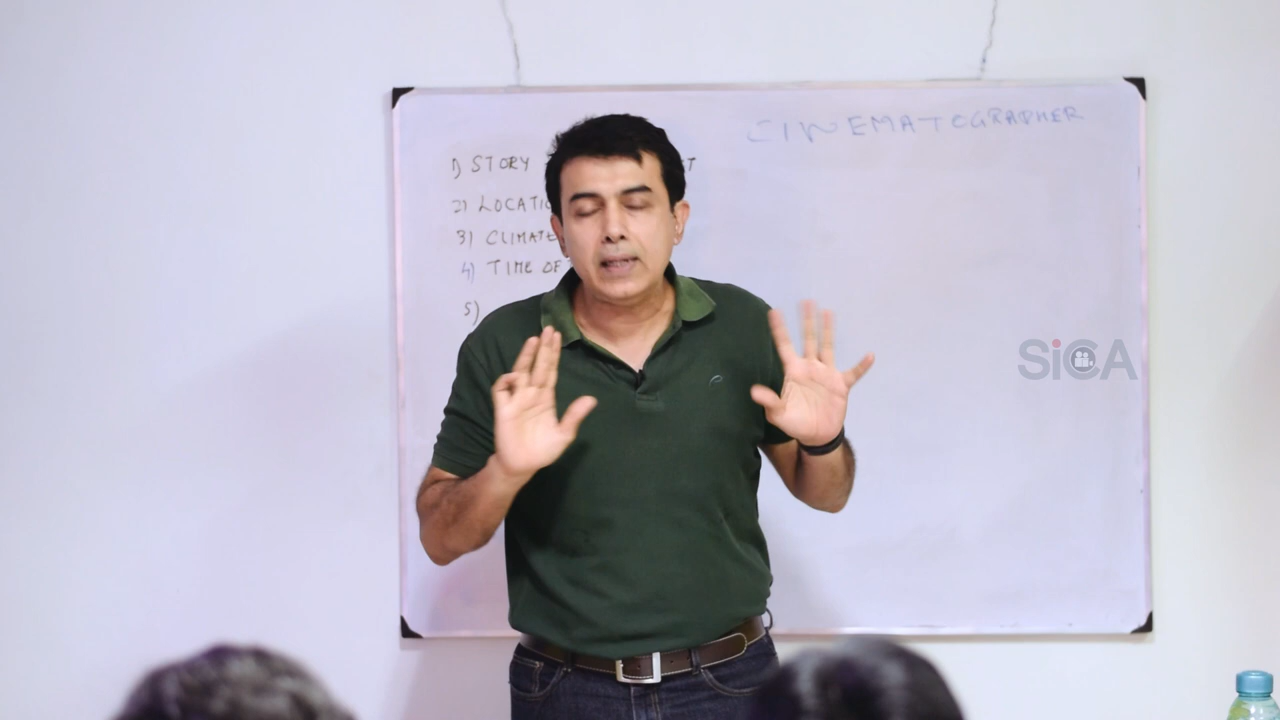 CINEMATOGRAPHER
1) STORY
2) LOCATIO
3) CLIMATE
4) TIME OF
5)
SiCA